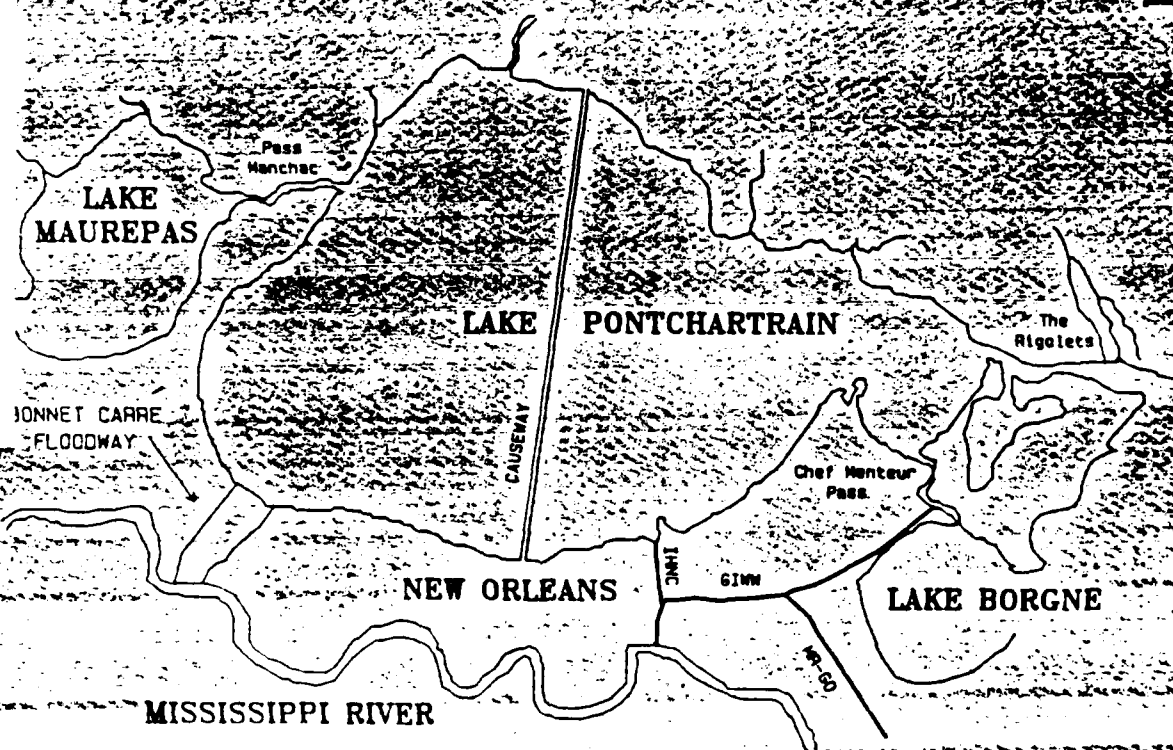 Pass
Manchac
LAKE
MAUREPAS
LAKE PONTCHARTRAIN
The
Rigolets
BONNET CARRE
FLOODWAY
CAUSEWAY
Chef Menteur
Pass
IHNC
GIWW
NEW ORLEANS
LAKE BORGNE
MR-GO
MISSISSIPPI RIVER